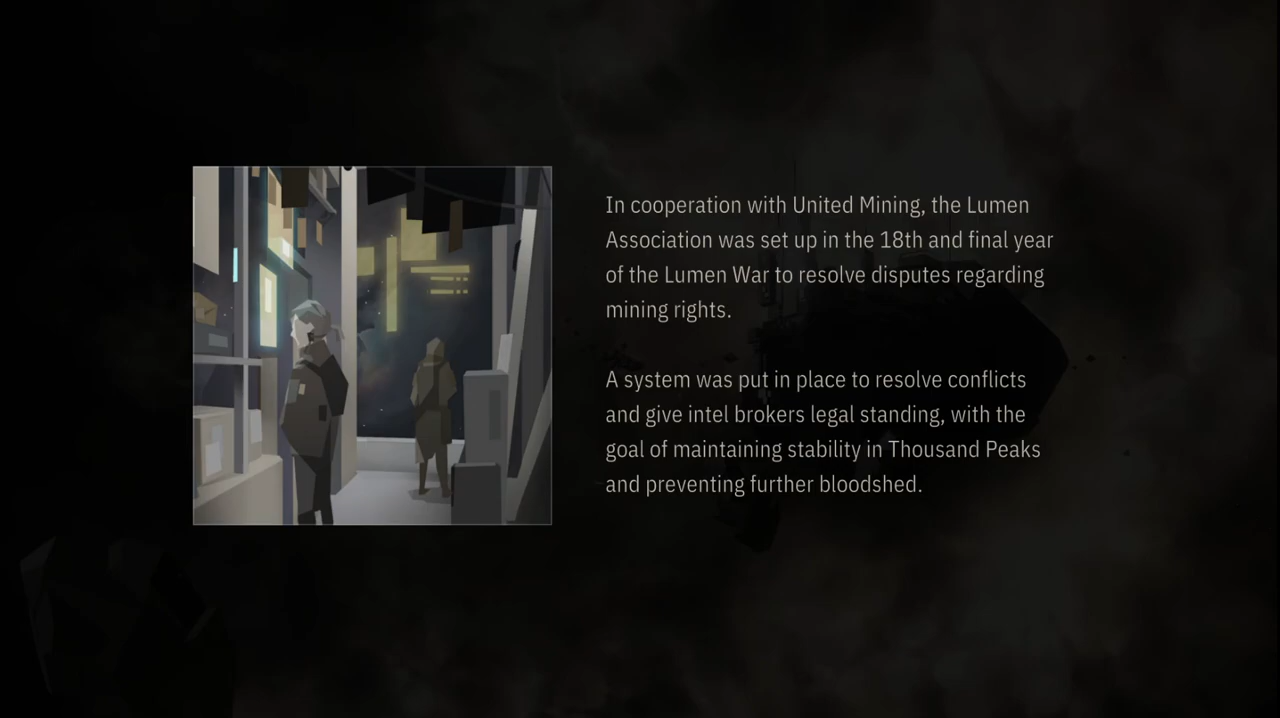 In cooperation with United Mining, the Lumen
Association was set up in the 18th and final year
of the Lumen War to resolve disputes regarding
mining rights.
A system was put in place to resolve conflicts
and give intel brokers legal standing, with the
goal of maintaining stability in Thousand Peaks
and preventing further bloodshed.